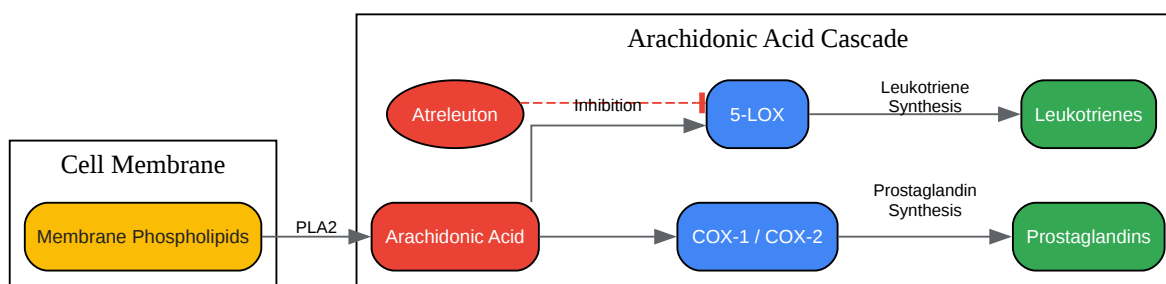 Arachidonic Acid Cascade
Atreleuton
Inhibition
5-LOX
Leukotriene
Synthesis
Leukotrienes
Cell Membrane
Membrane Phospholipids
PLA2
Arachidonic Acid
COX-1 / COX-2
Prostaglandin
Synthesis
Prostaglandins